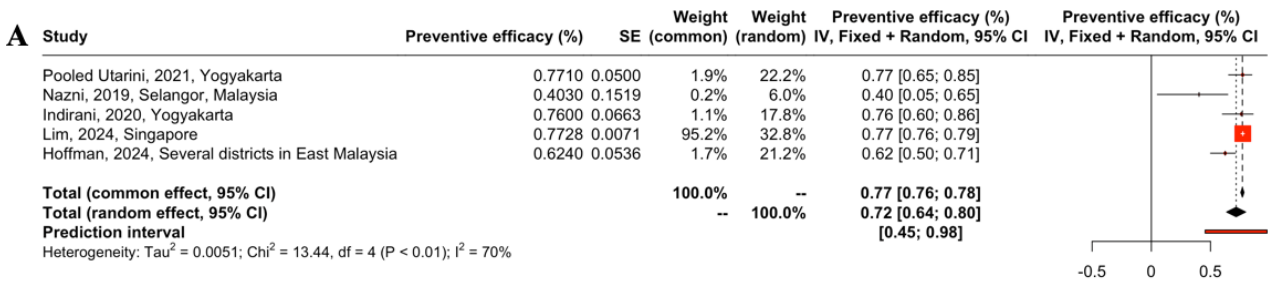 A
Weight Weight Preventive efficacy (%) Preventive efficacy (%)
Study Preventive efficacy (%) SE (common) (random) IV, Fixed + Random, 95% CI IV, Fixed + Random, 95% CI
Pooled Utarini, 2021, Yogyakarta 0.7710 0.0500 1.9% 22.2% 0.77 [0.65; 0.85]
Nazni, 2019, Selangor, Malaysia 0.4030 0.1519 0.2% 6.0% 0.40 [0.05; 0.65]
Indirani, 2020, Yogyakarta 0.7600 0.0663 1.1% 17.8% 0.76 [0.60; 0.86]
Lim, 2024, Singapore 0.7728 0.0071 95.2% 32.8% 0.77 [0.76; 0.79]
Hoffman, 2024, Several districts in East Malaysia 0.6240 0.0536 1.7% 21.2% 0.62 [0.50; 0.71]
Total (common effect, 95% CI) 100.0% -- 0.77 [0.76; 0.78]
Total (random effect, 95% CI) -- 100.0% 0.72 [0.64; 0.80]
Prediction interval [0.45; 0.98]
Heterogeneity: Tau² = 0.0051; Chi² = 13.44, df = 4 (P < 0.01); I² = 70%
-0.5 0 0.5